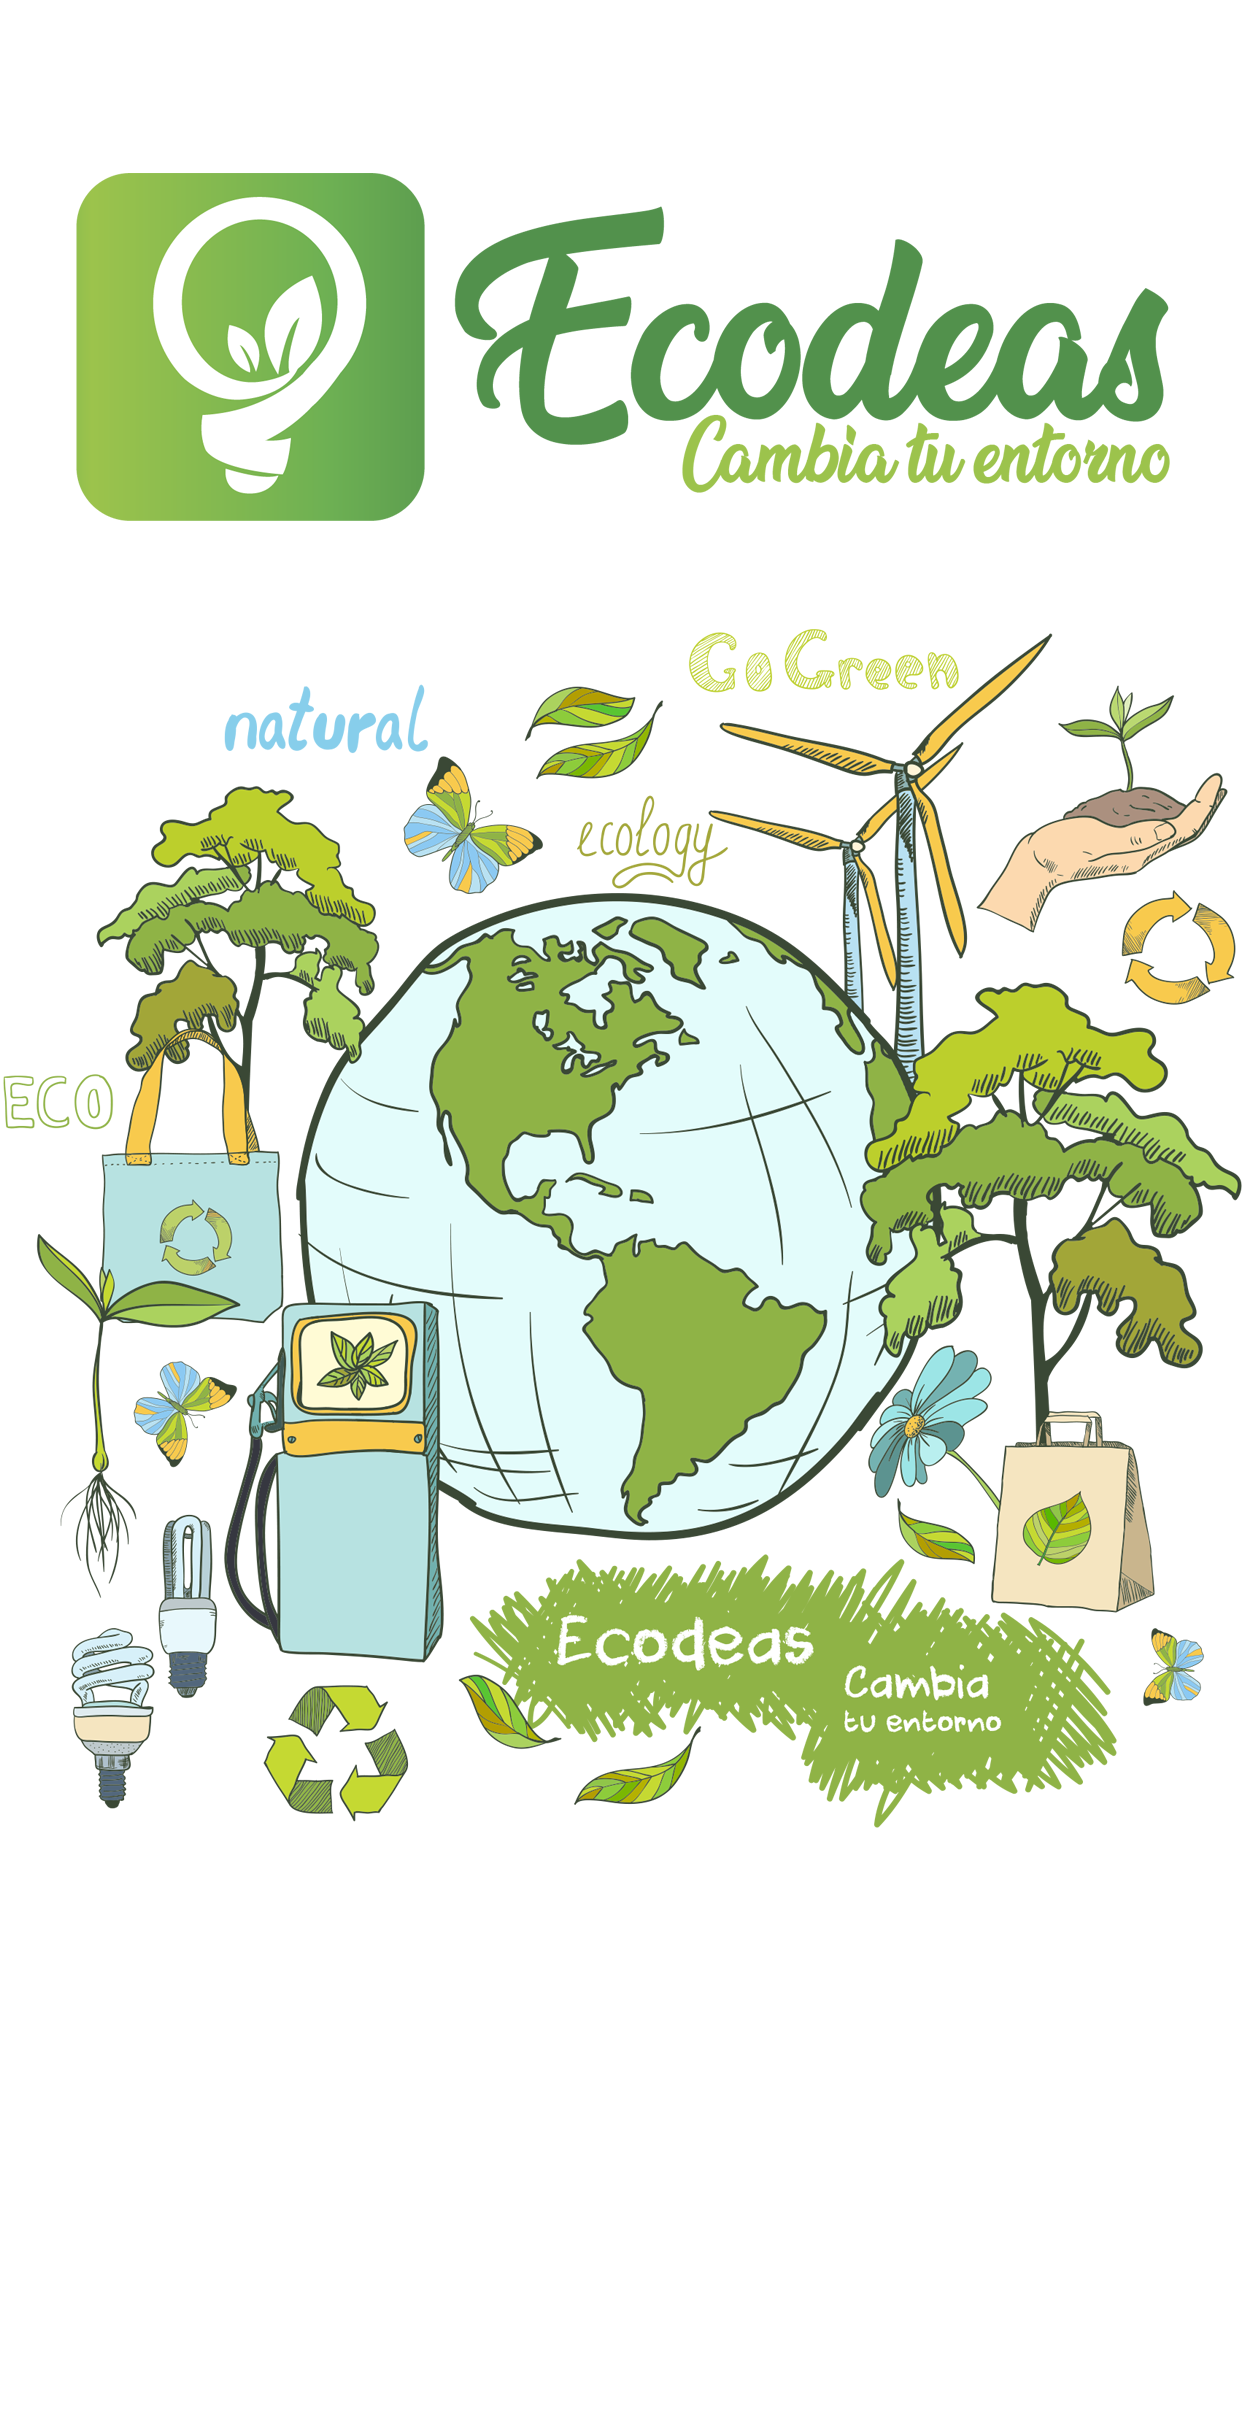 Ecodeas
Cambia tu entorno
Go Green
natural
ecology
ECO
Ecodeas
Cambia
tu entorno